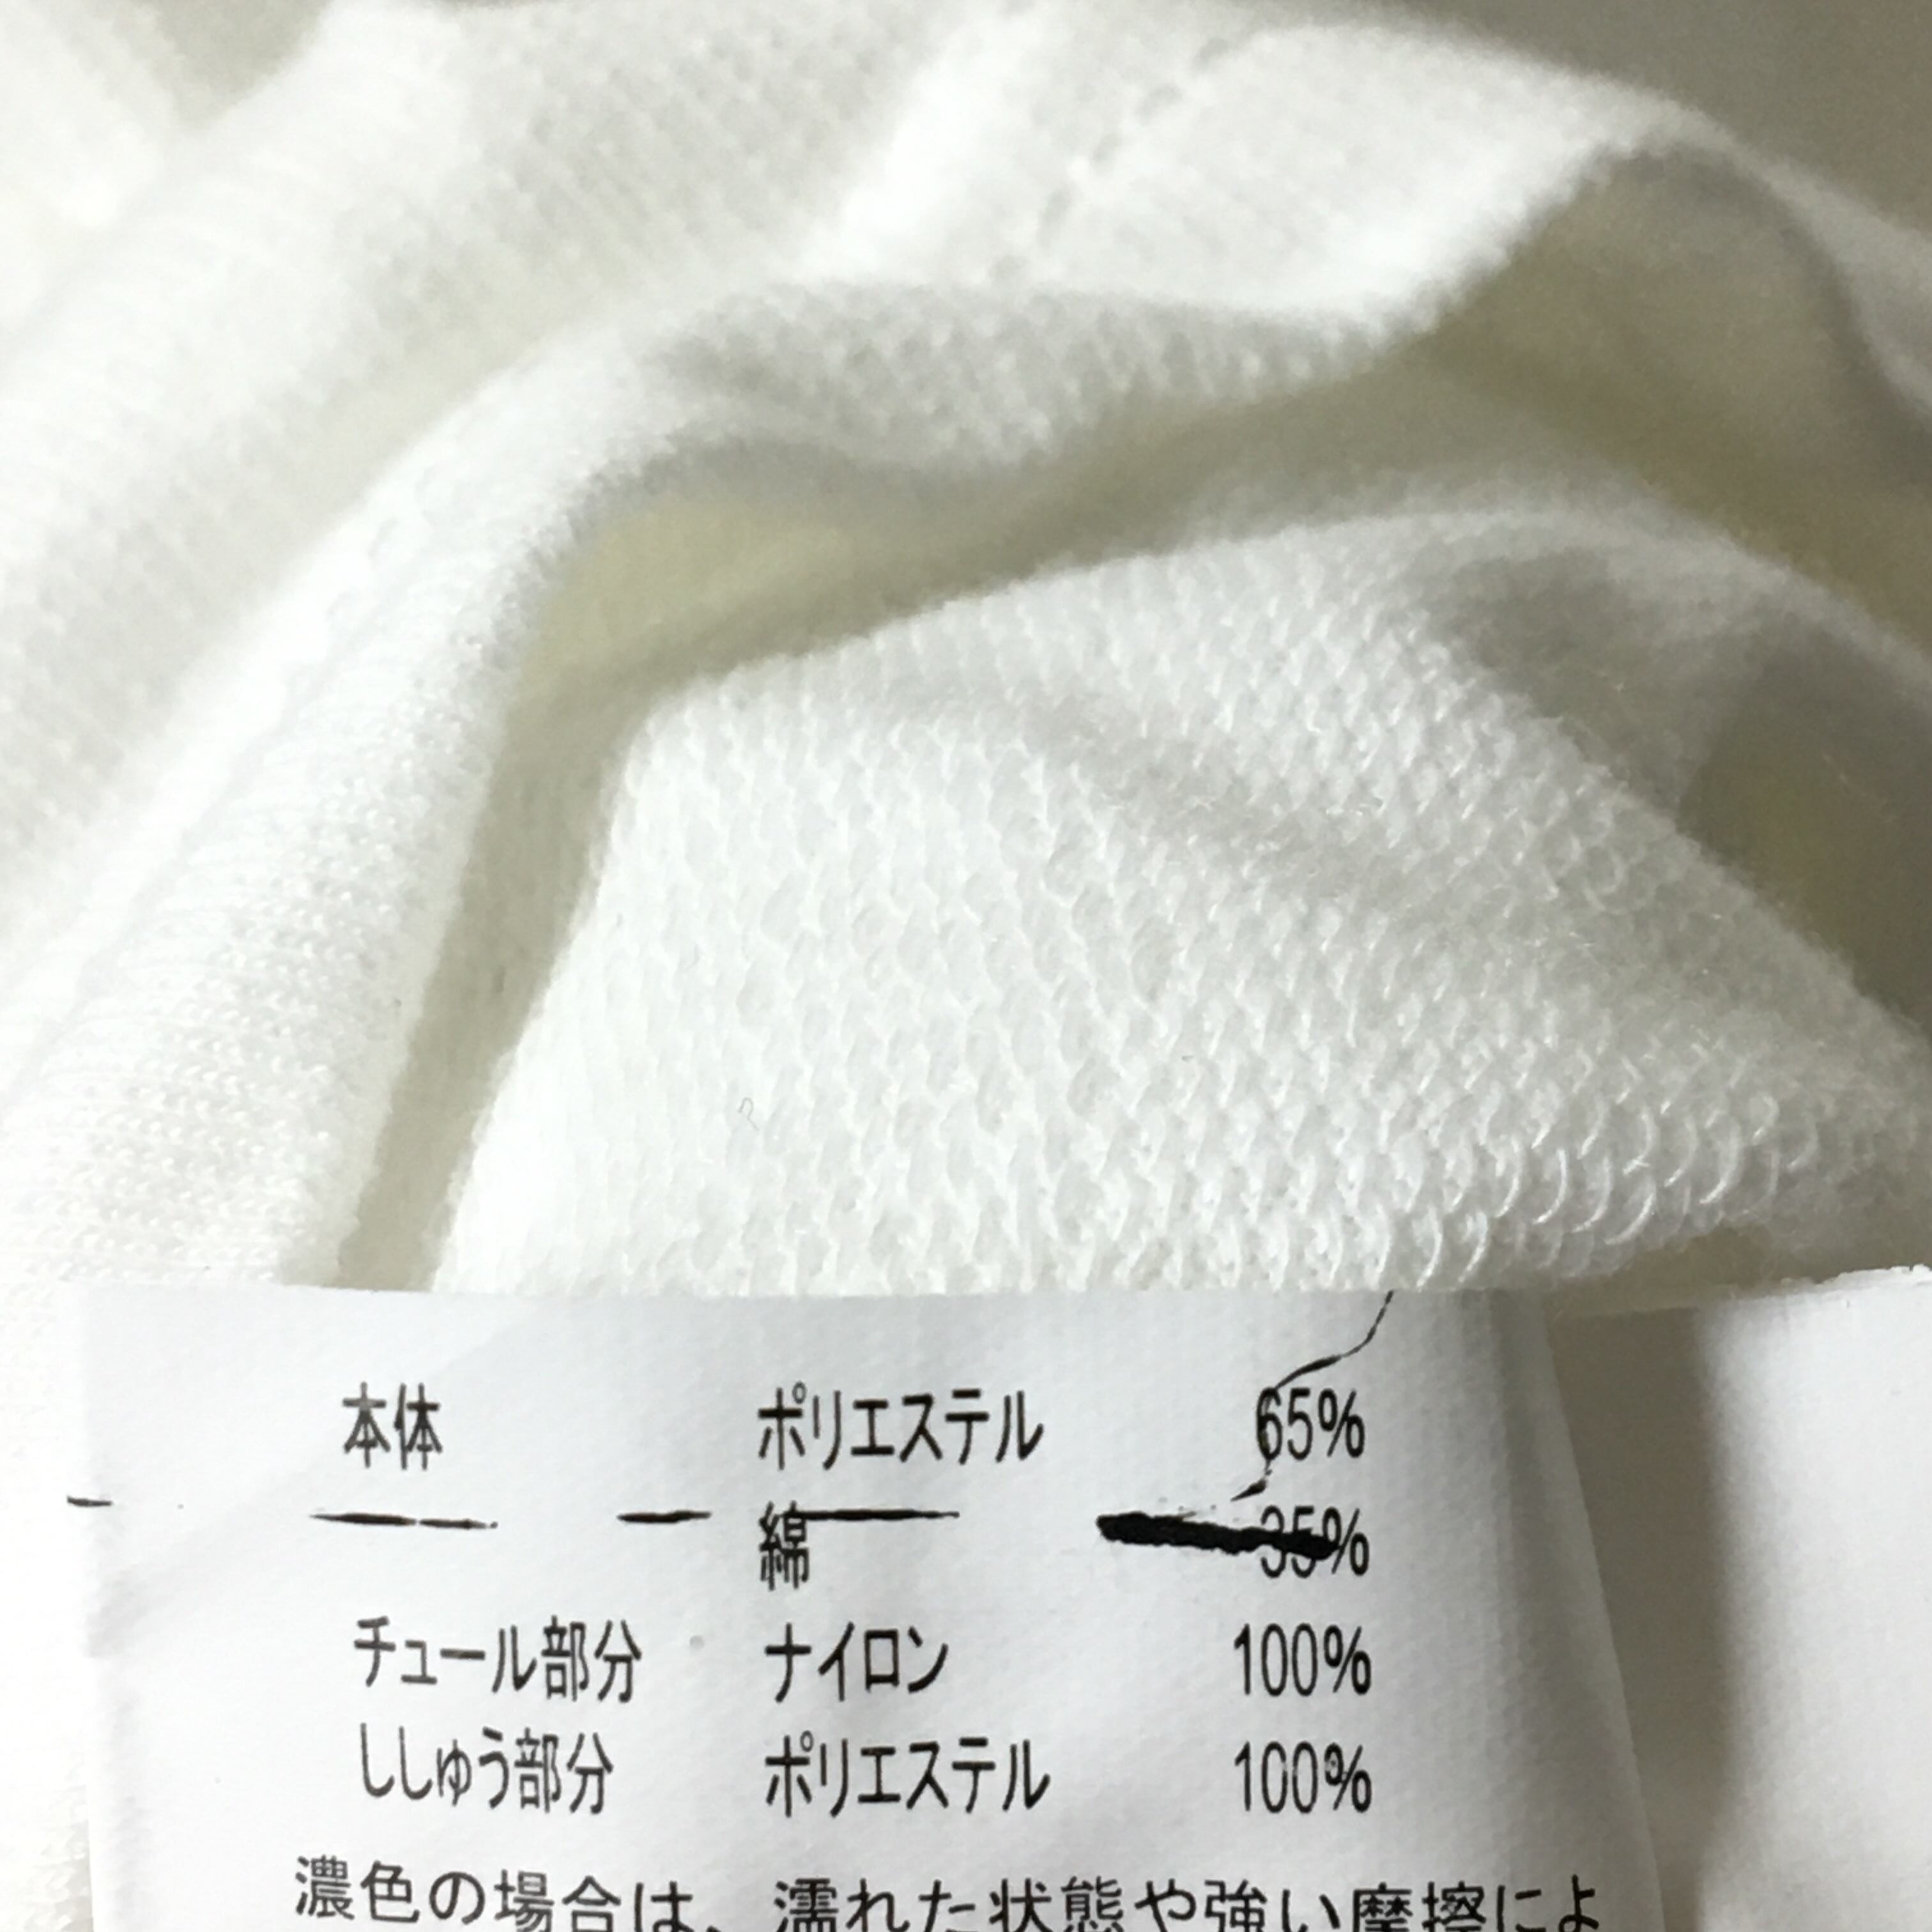 本体 ポリエステル 65%
綿 35%
チュール部分 ナイロン 100%
ししゅう部分 ポリエステル 100%
濃色の場合は、濡れた状態や強い摩擦によ